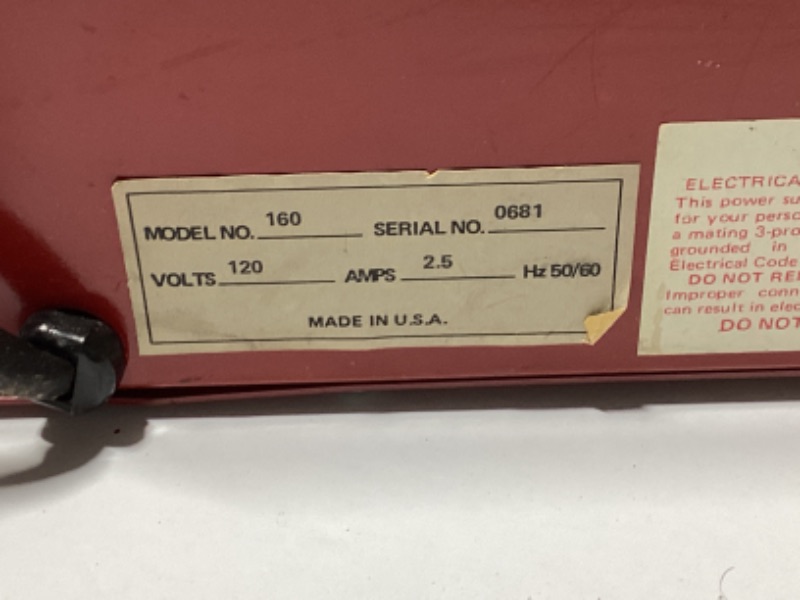 MODEL NO. 160 SERIAL NO. 0681
VOLTS 120 AMPS 2.5 Hz 50/60
MADE IN U.S.A.
ELECTRICA
This power su
for your perso
a mating 3-pro
grounded in
Electrical Code
DO NOT REM
Improper conn
can result in elec
DO NOT